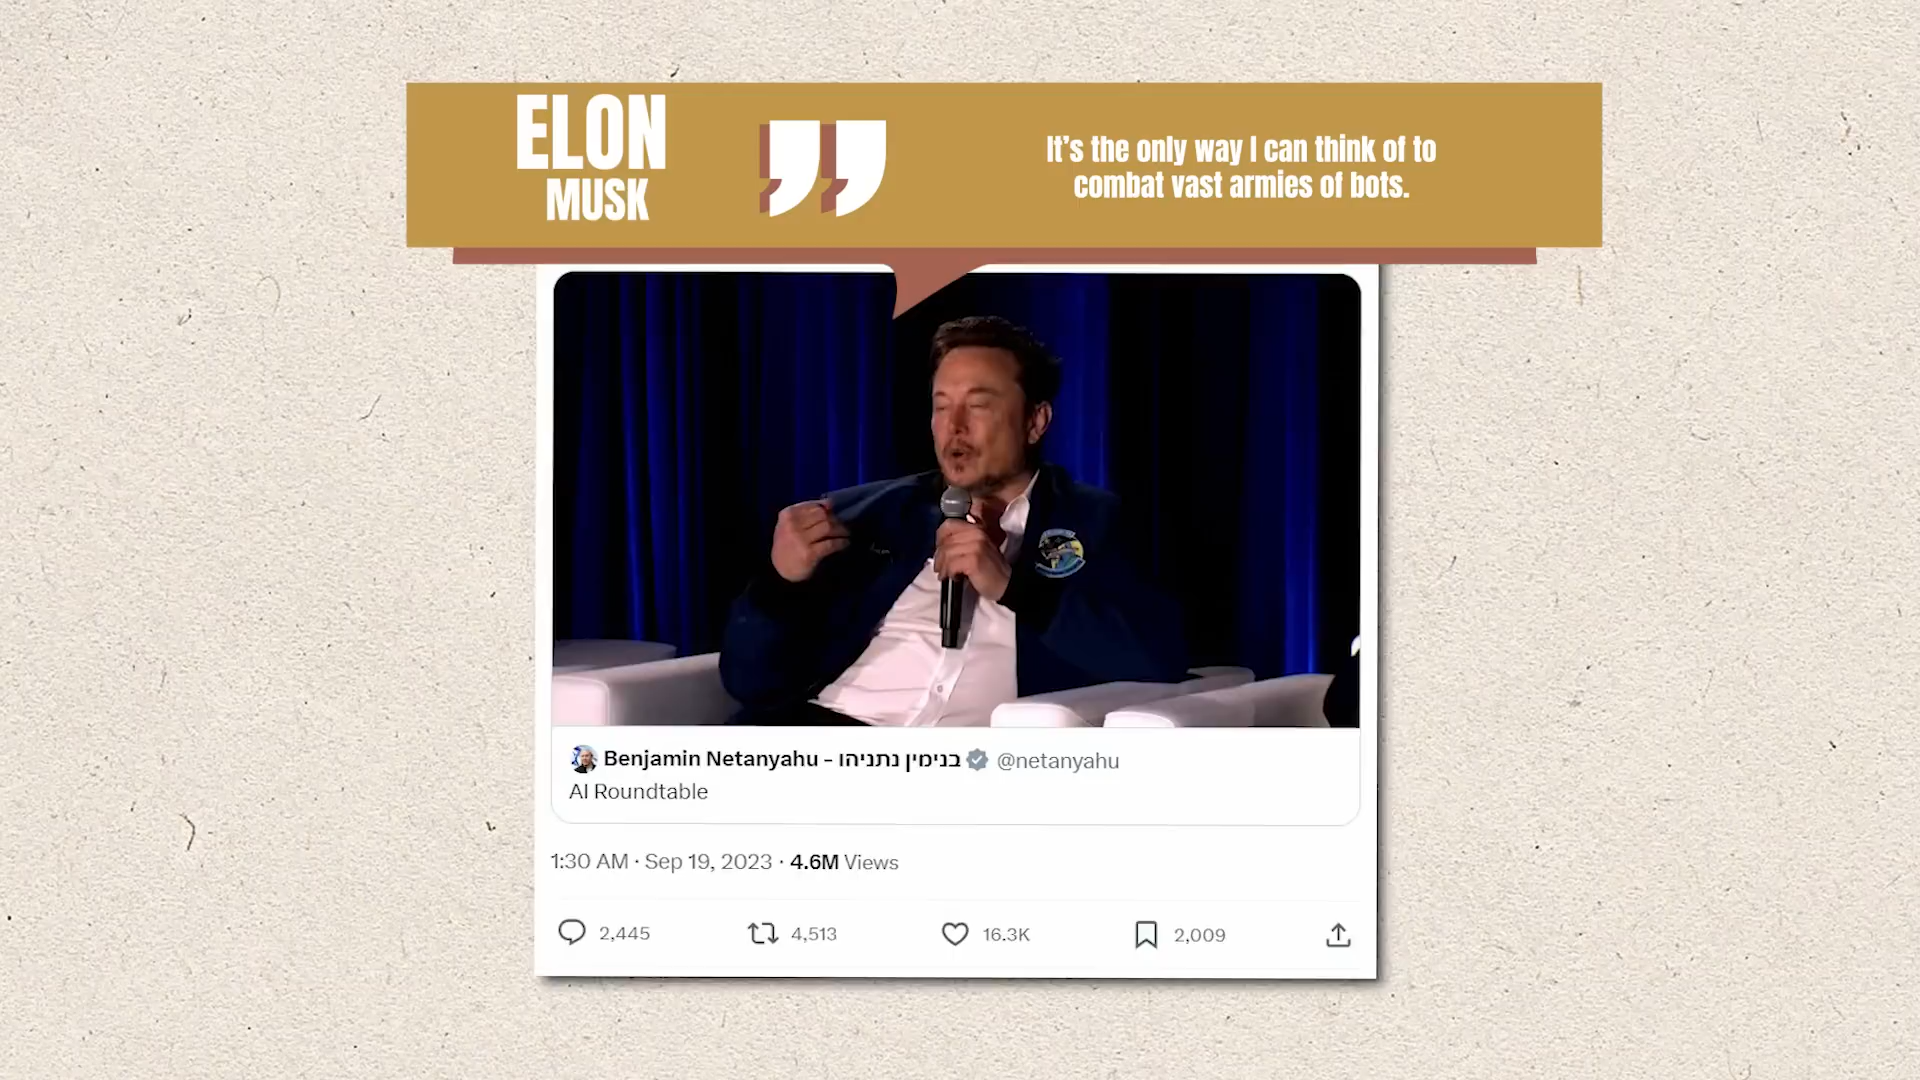 ELON
MUSK
”
It’s the only way I can think of to
combat vast armies of bots.
Benjamin Netanyahu - בנימין נתניהו @netanyahu
AI Roundtable
1:30 AM · Sep 19, 2023 · 4.6M Views
2,445 4,513 16.3K 2,009